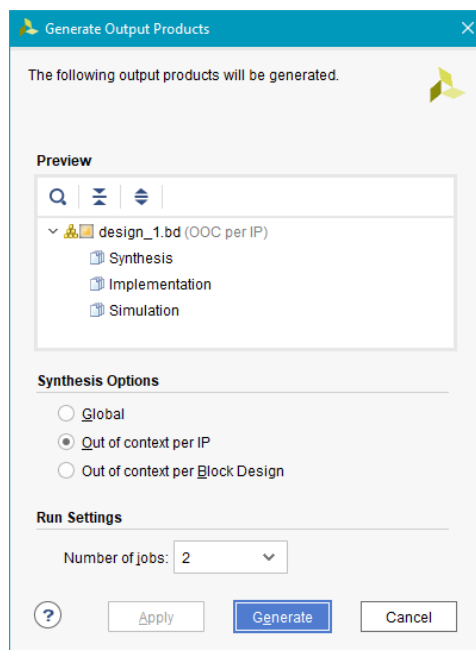 Generate Output Products
The following output products will be generated.
Preview
design_1.bd (OOC per IP)
Synthesis
Implementation
Simulation
Synthesis Options
Global
Out of context per IP
Out of context per Block Design
Run Settings
Number of jobs: 2
? Apply Generate Cancel